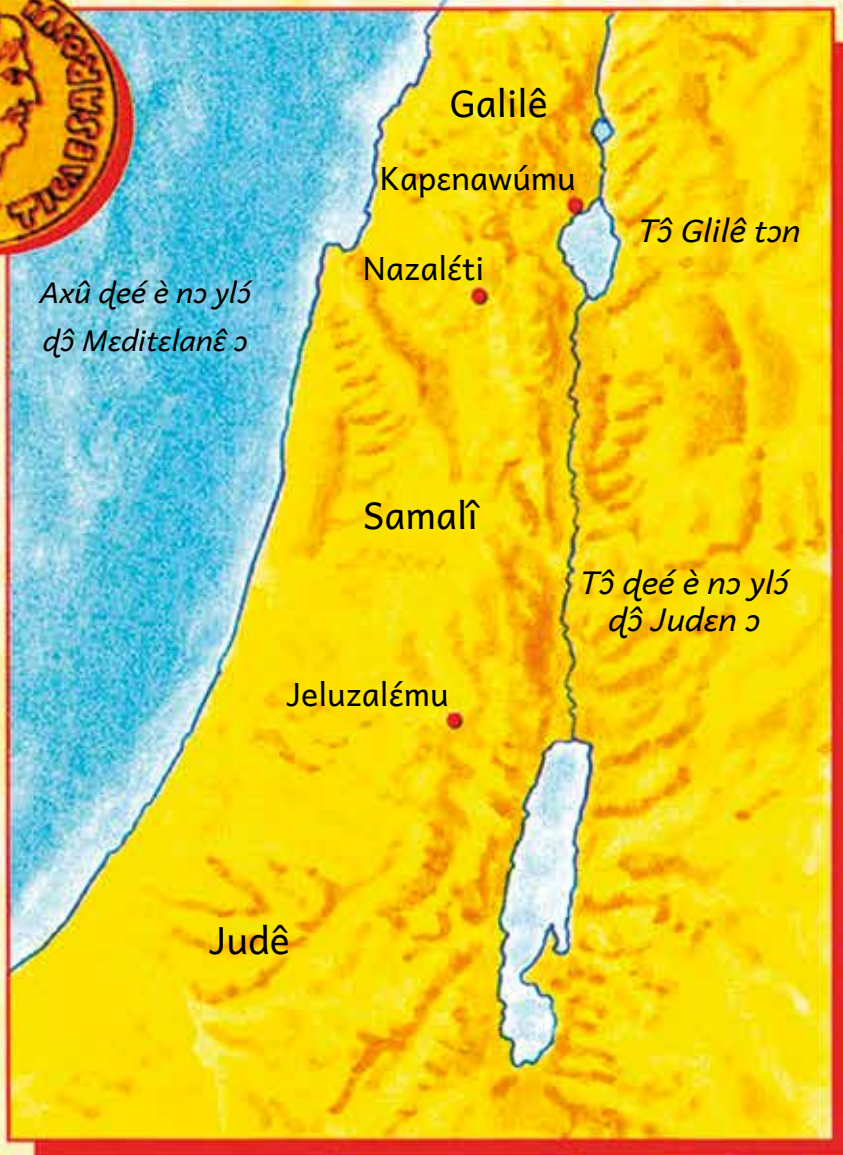 Galilê
Kapɛnawúmu
Tɔ̂ Glilê tɔn
Nazalɛ́ti
Axû ɖeé è nɔ ylɔ́
ɖɔ̂ Mɛditɛlanɛ̂ ɔ
Samalî
Tɔ̂ ɖeé è nɔ ylɔ́
ɖɔ̂ Judɛn ɔ
Jeluzalɛ́mu
Judê